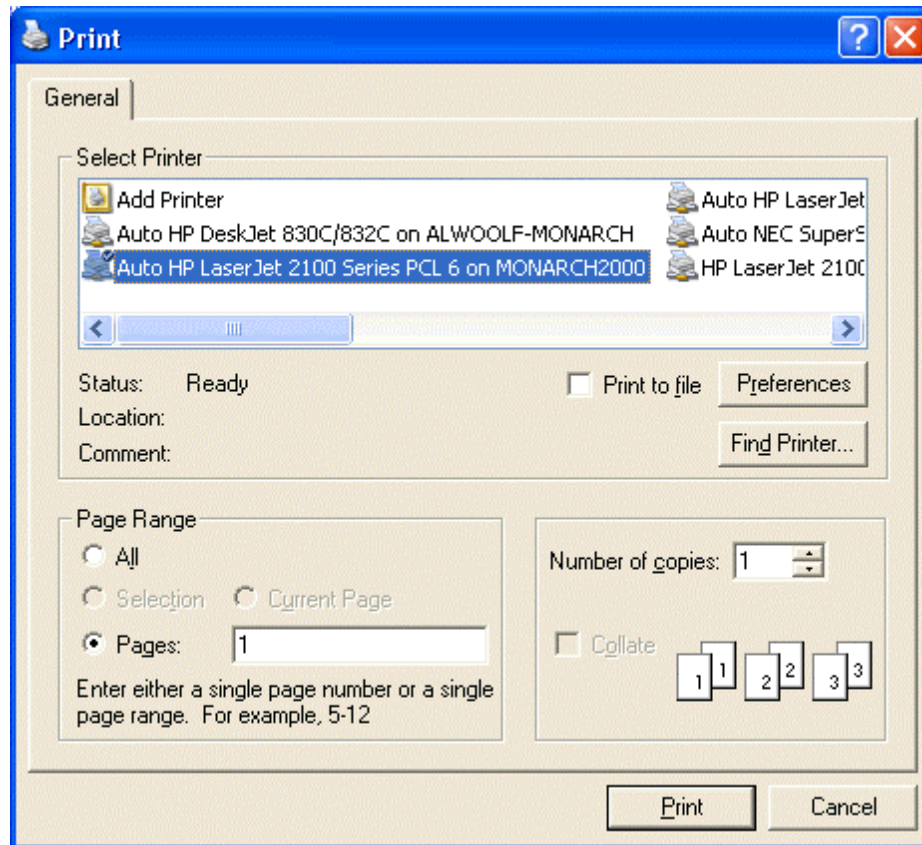 Print
General
Select Printer
Add Printer
Auto HP LaserJet
Auto HP DeskJet 830C/832C on ALWOOLF-MONARCH
Auto NEC SuperS
Auto HP LaserJet 2100 Series PCL 6 on MONARCH2000
HP LaserJet 2100
Status: Ready
Print to file
Preferences
Location:
Comment:
Find Printer...
Page Range
All
Selection
Current Page
Pages: 1
Enter either a single page number or a single
page range. For example, 5-12
Number of copies: 1
Collate
1 1 2 2 3 3
Print
Cancel